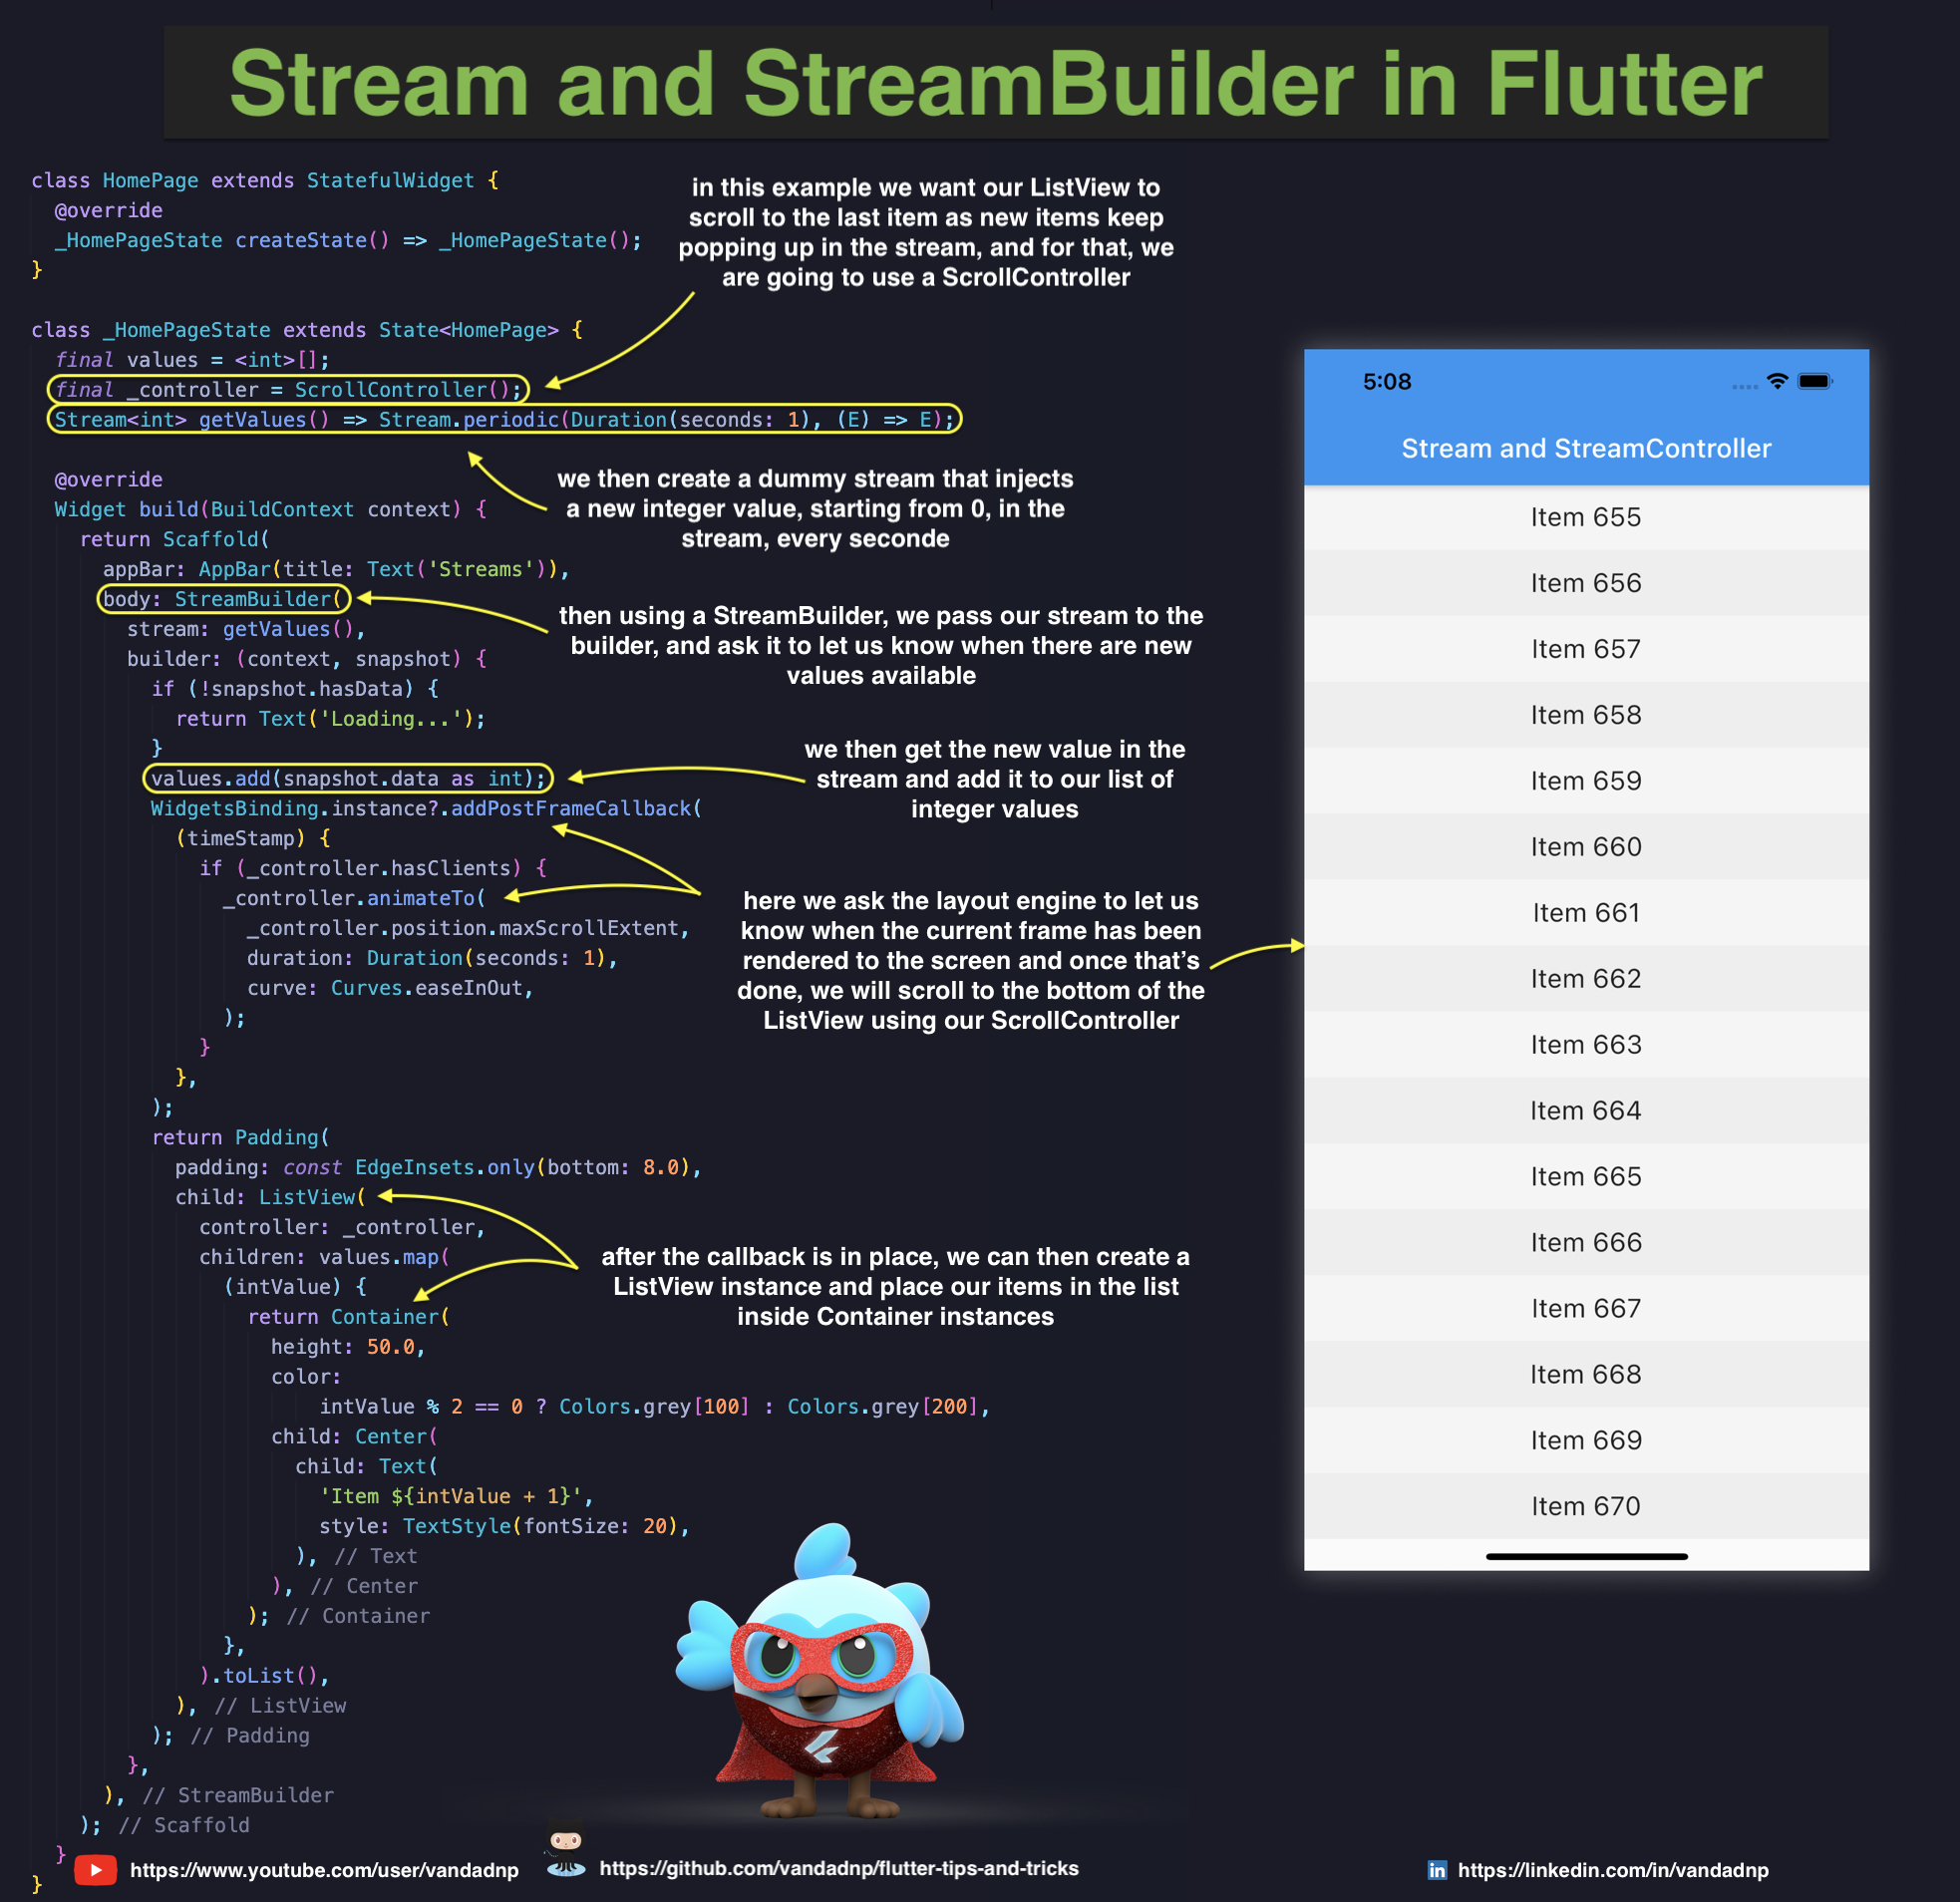 Stream and StreamBuilder in Flutter
class HomePage extends StatefulWidget {
@override
_HomePageState createState() => _HomePageState();
}
in this example we want our ListView to
scroll to the last item as new items keep
popping up in the stream, and for that, we
are going to use a ScrollController
class _HomePageState extends State<HomePage> {
final values = <int>[];
final _controller = ScrollController();
Stream<int> getValues() => Stream.periodic(Duration(seconds: 1), (E) => E);
we then create a dummy stream that injects
a new integer value, starting from 0, in the
stream, every seconde
@override
Widget build(BuildContext context) {
return Scaffold(
appBar: AppBar(title: Text('Streams')),
body: StreamBuilder(
then using a StreamBuilder, we pass our stream to the
builder, and ask it to let us know when there are new
values available
stream: getValues(),
builder: (context, snapshot) {
if (!snapshot.hasData) {
return Text('Loading...');
}
values.add(snapshot.data as int);
we then get the new value in the
stream and add it to our list of
integer values
WidgetsBinding.instance?.addPostFrameCallback(
(timeStamp) {
if (_controller.hasClients) {
_controller.animateTo(
_controller.position.maxScrollExtent,
duration: Duration(seconds: 1),
curve: Curves.easeInOut,
);
}
},
);
here we ask the layout engine to let us
know when the current frame has been
rendered to the screen and once that's
done, we will scroll to the bottom of the
ListView using our ScrollController
return Padding(
padding: const EdgeInsets.only(bottom: 8.0),
child: ListView(
controller: _controller,
children: values.map(
(intValue) {
return Container(
after the callback is in place, we can then create a
ListView instance and place our items in the list
inside Container instances
height: 50.0,
color:
intValue % 2 == 0 ? Colors.grey[100] : Colors.grey[200],
child: Center(
child: Text(
'Item ${intValue + 1}',
style: TextStyle(fontSize: 20),
), // Text
), // Center
); // Container
},
).toList(),
), // ListView
); // Padding
},
), // StreamBuilder
); // Scaffold
}
}
5:08
Stream and StreamController
Item 655
Item 656
Item 657
Item 658
Item 659
Item 660
Item 661
Item 662
Item 663
Item 664
Item 665
Item 666
Item 667
Item 668
Item 669
Item 670
https://www.youtube.com/user/vandadnp
https://github.com/vandadnp/flutter-tips-and-tricks
in
https://linkedin.com/in/vandadnp